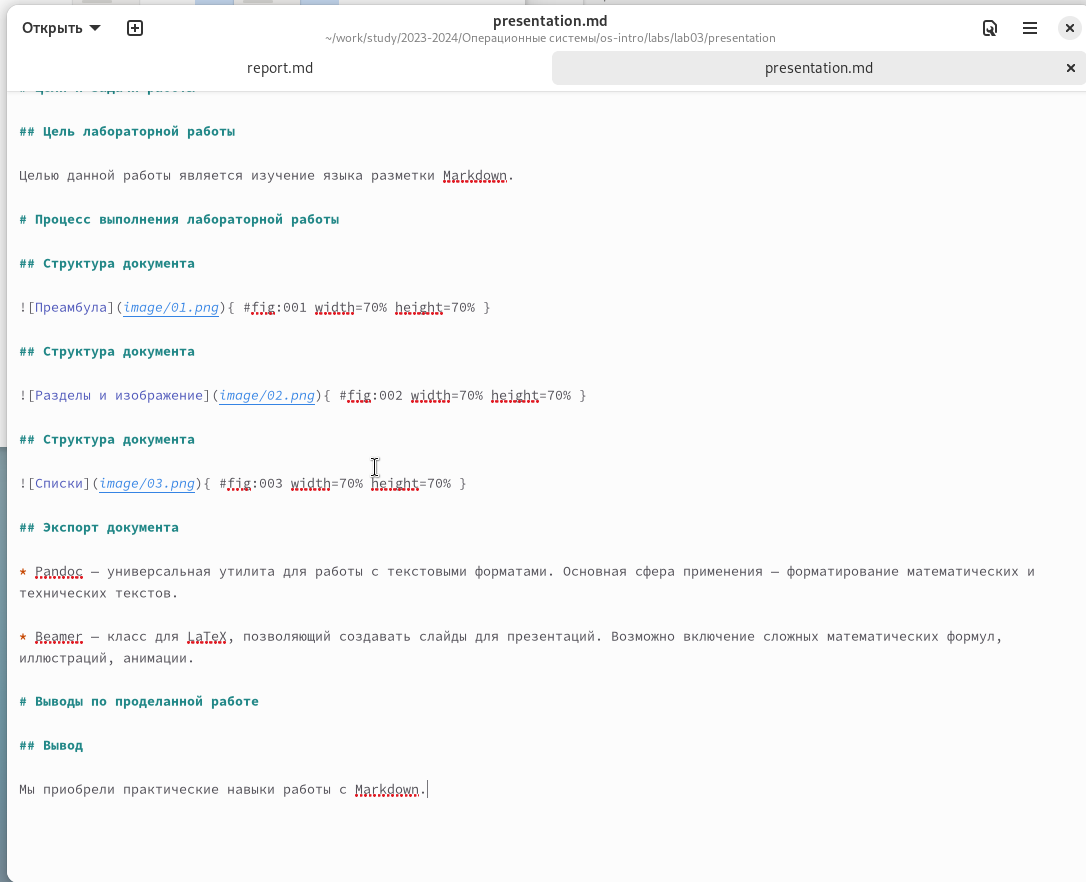 Открыть
presentation.md
~/work/study/2023-2024/Операционные системы/os-intro/labs/lab03/presentation
report.md
presentation.md
## Цель лабораторной работы
Целью данной работы является изучение языка разметки Markdown.
# Процесс выполнения лабораторной работы
## Структура документа
![Преамбула](image/01.png){ #fig:001 width=70% height=70% }
## Структура документа
![Разделы и изображение](image/02.png){ #fig:002 width=70% height=70% }
## Структура документа
![Списки](image/03.png){ #fig:003 width=70% height=70% }
## Экспорт документа
* Pandoc — универсальная утилита для работы с текстовыми форматами. Основная сфера применения — форматирование математических и
технических текстов.
* Beamer — класс для LaTeX, позволяющий создавать слайды для презентаций. Возможно включение сложных математических формул,
иллюстраций, анимации.
# Выводы по проделанной работе
## Вывод
Мы приобрели практические навыки работы с Markdown.